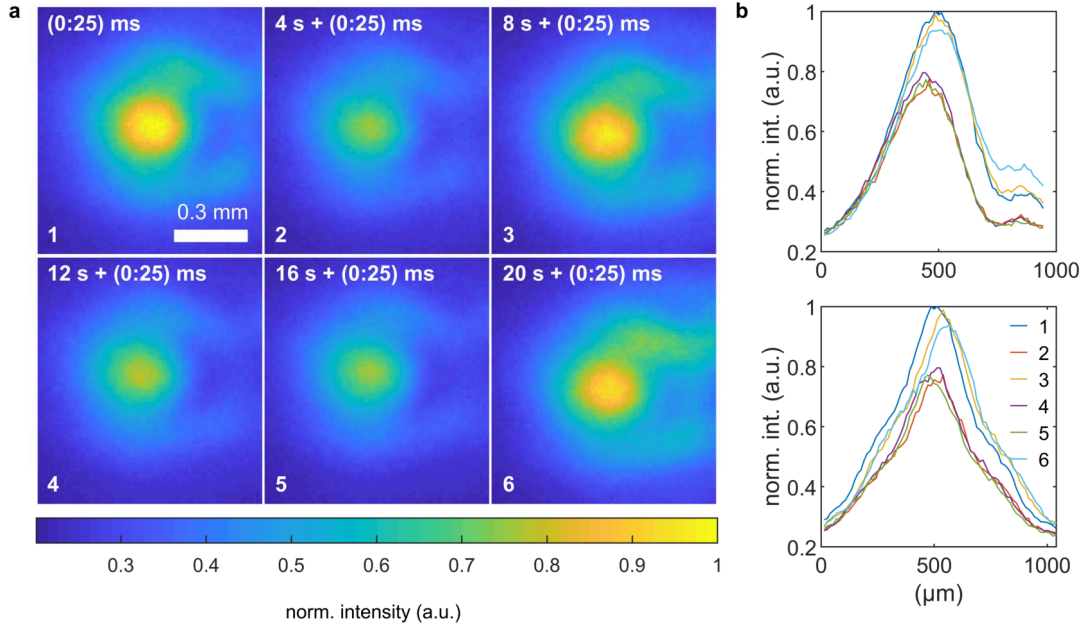 a
(0:25) ms
4 s + (0:25) ms
8 s + (0:25) ms
0.3 mm
1
2
3
12 s + (0:25) ms
16 s + (0:25) ms
20 s + (0:25) ms
4
5
6
0.3
0.4
0.5
0.6
0.7
0.8
0.9
1
norm. intensity (a.u.)
b
1
0.8
0.6
0.4
0.2
norm. int. (a.u.)
0
500
1000
1
0.8
0.6
0.4
0.2
norm. int. (a.u.)
1
2
3
4
5
6
0
500
1000
(μm)